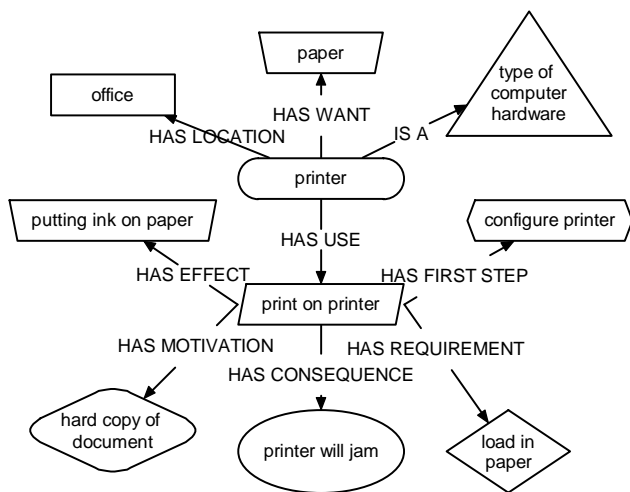 paper
type of
computer
hardware
office
HAS WANT
HAS LOCATION
IS A
printer
putting ink on paper
configure printer
HAS USE
HAS EFFECT
HAS FIRST STEP
print on printer
HAS MOTIVATION
HAS REQUIREMENT
HAS CONSEQUENCE
hard copy of
document
printer will jam
load in
paper